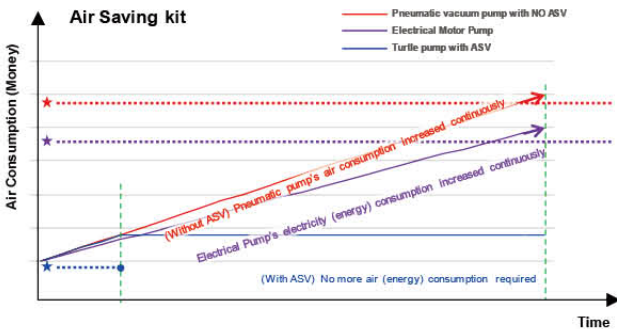 Air Saving kit
Pneumatic vacuum pump with NO ASV
Electrical Motor Pump
Turtle pump with ASV
Air Consumption (Money)
(Without ASV) Pneumatic pump's air consumption increased continuously
Electrical Pump's electricity (energy) consumption increased continuously
(With ASV) No more air (energy) consumption required
Time